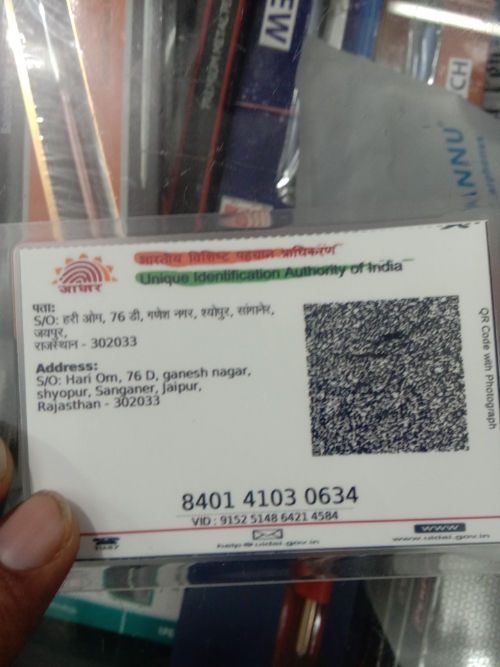 NEW
CH
INNU
भारतीय विशिष्ट पहचान प्राधिकरण
Unique Identification Authority of India
आधार
पता:
S/O: हरी ओम, 76 डी, गणेश नगर, श्योपुर, सांगानेर,
जयपुर,
राजस्थान - 302033
Address:
S/O: Hari Om, 76 D, ganesh nagar,
shyopur, Sanganer, Jaipur,
Rajasthan - 302033
QR Code with Photograph
8401 4103 0634
VID : 9152 5148 6421 4584
1947
help@uidai.gov.in
www
www.uidai.gov.in